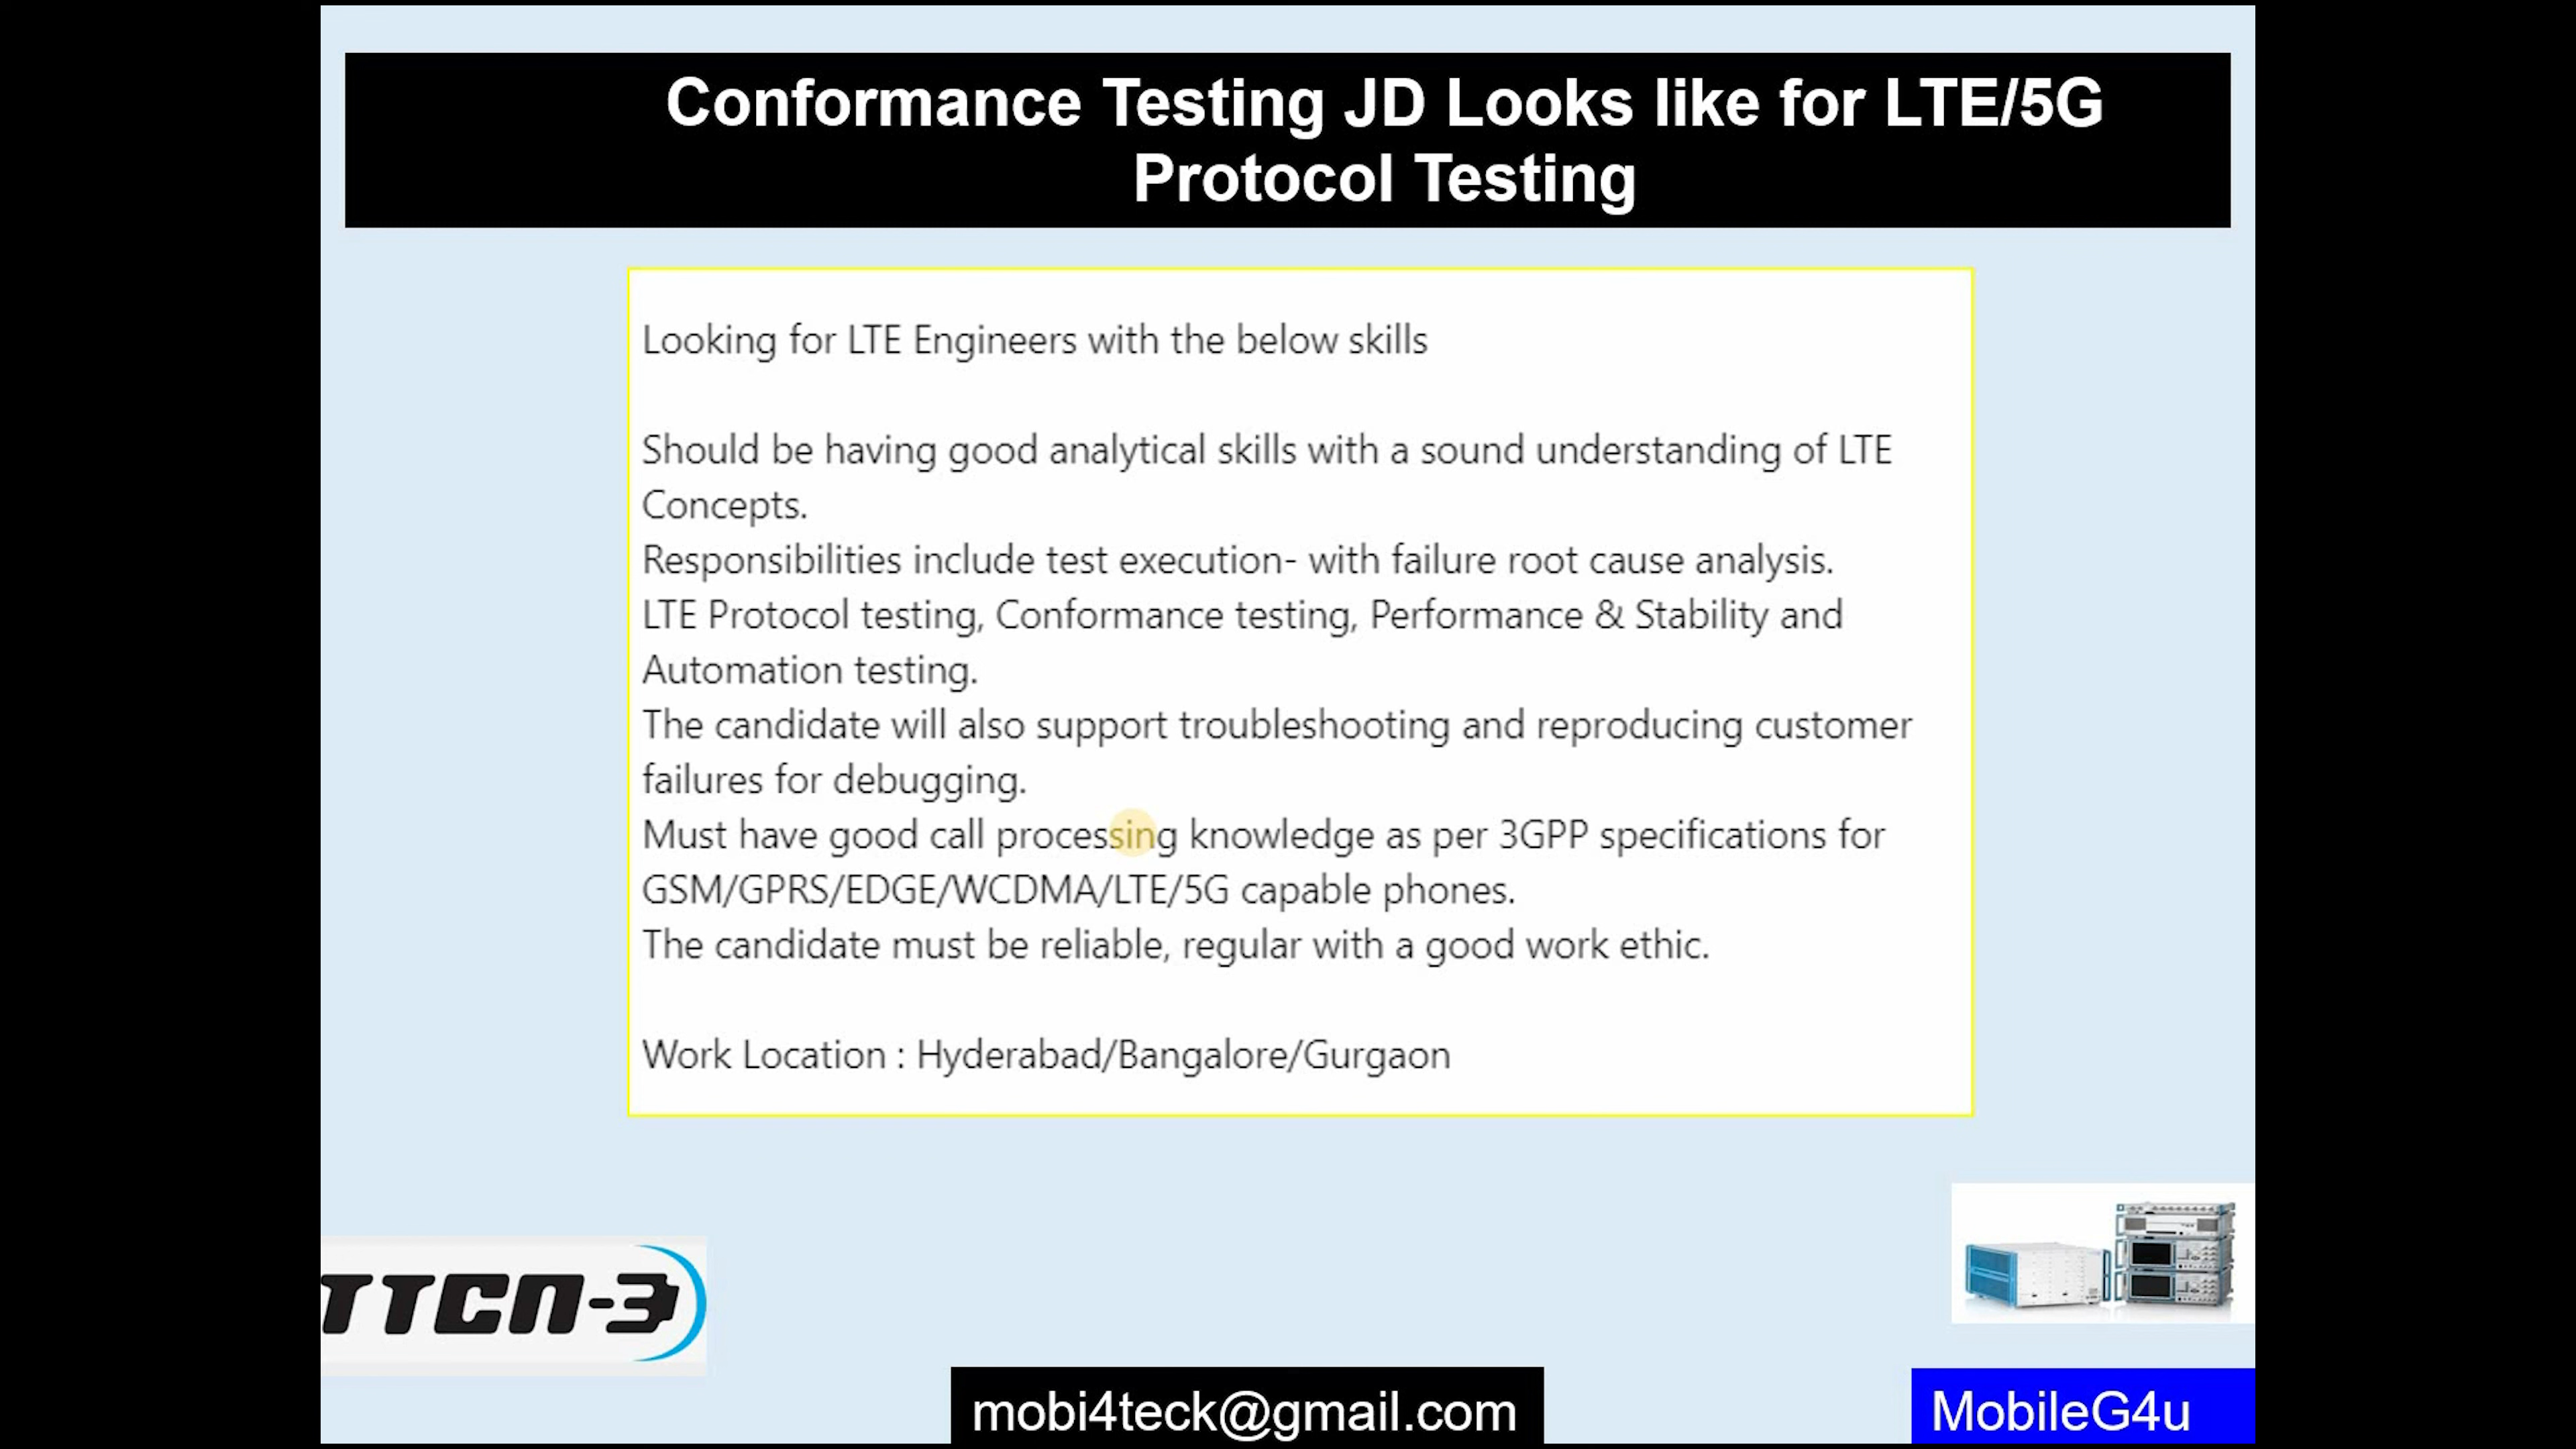 Conformance Testing JD Looks like for LTE/5G
Protocol Testing
Looking for LTE Engineers with the below skills
Should be having good analytical skills with a sound understanding of LTE
Concepts.
Responsibilities include test execution- with failure root cause analysis.
LTE Protocol testing, Conformance testing, Performance & Stability and
Automation testing.
The candidate will also support troubleshooting and reproducing customer
failures for debugging.
Must have good call processing knowledge as per 3GPP specifications for
GSM/GPRS/EDGE/WCDMA/LTE/5G capable phones.
The candidate must be reliable, regular with a good work ethic.
Work Location : Hyderabad/Bangalore/Gurgaon
TTCN-3
mobi4teck@gmail.com
MobileG4u